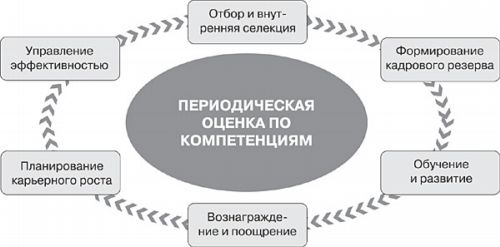 Отбор и внут-
ренняя селекция
Управление
эффективностью
Формирование
кадрового резерва
ПЕРИОДИЧЕСКАЯ
ОЦЕНКА ПО
КОМПЕТЕНЦИЯМ
Планирование
карьерного роста
Обучение
и развитие
Вознагражде-
ние и поощрение